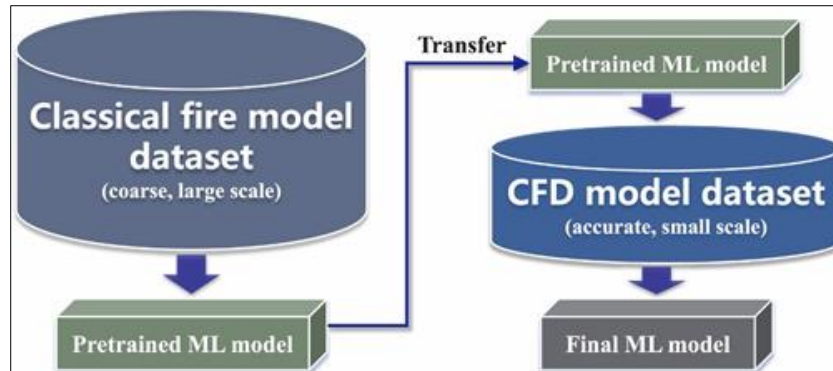 Classical fire model
dataset
(coarse, large scale)
Pretrained ML model
Transfer
Pretrained ML model
CFD model dataset
(accurate, small scale)
Final ML model